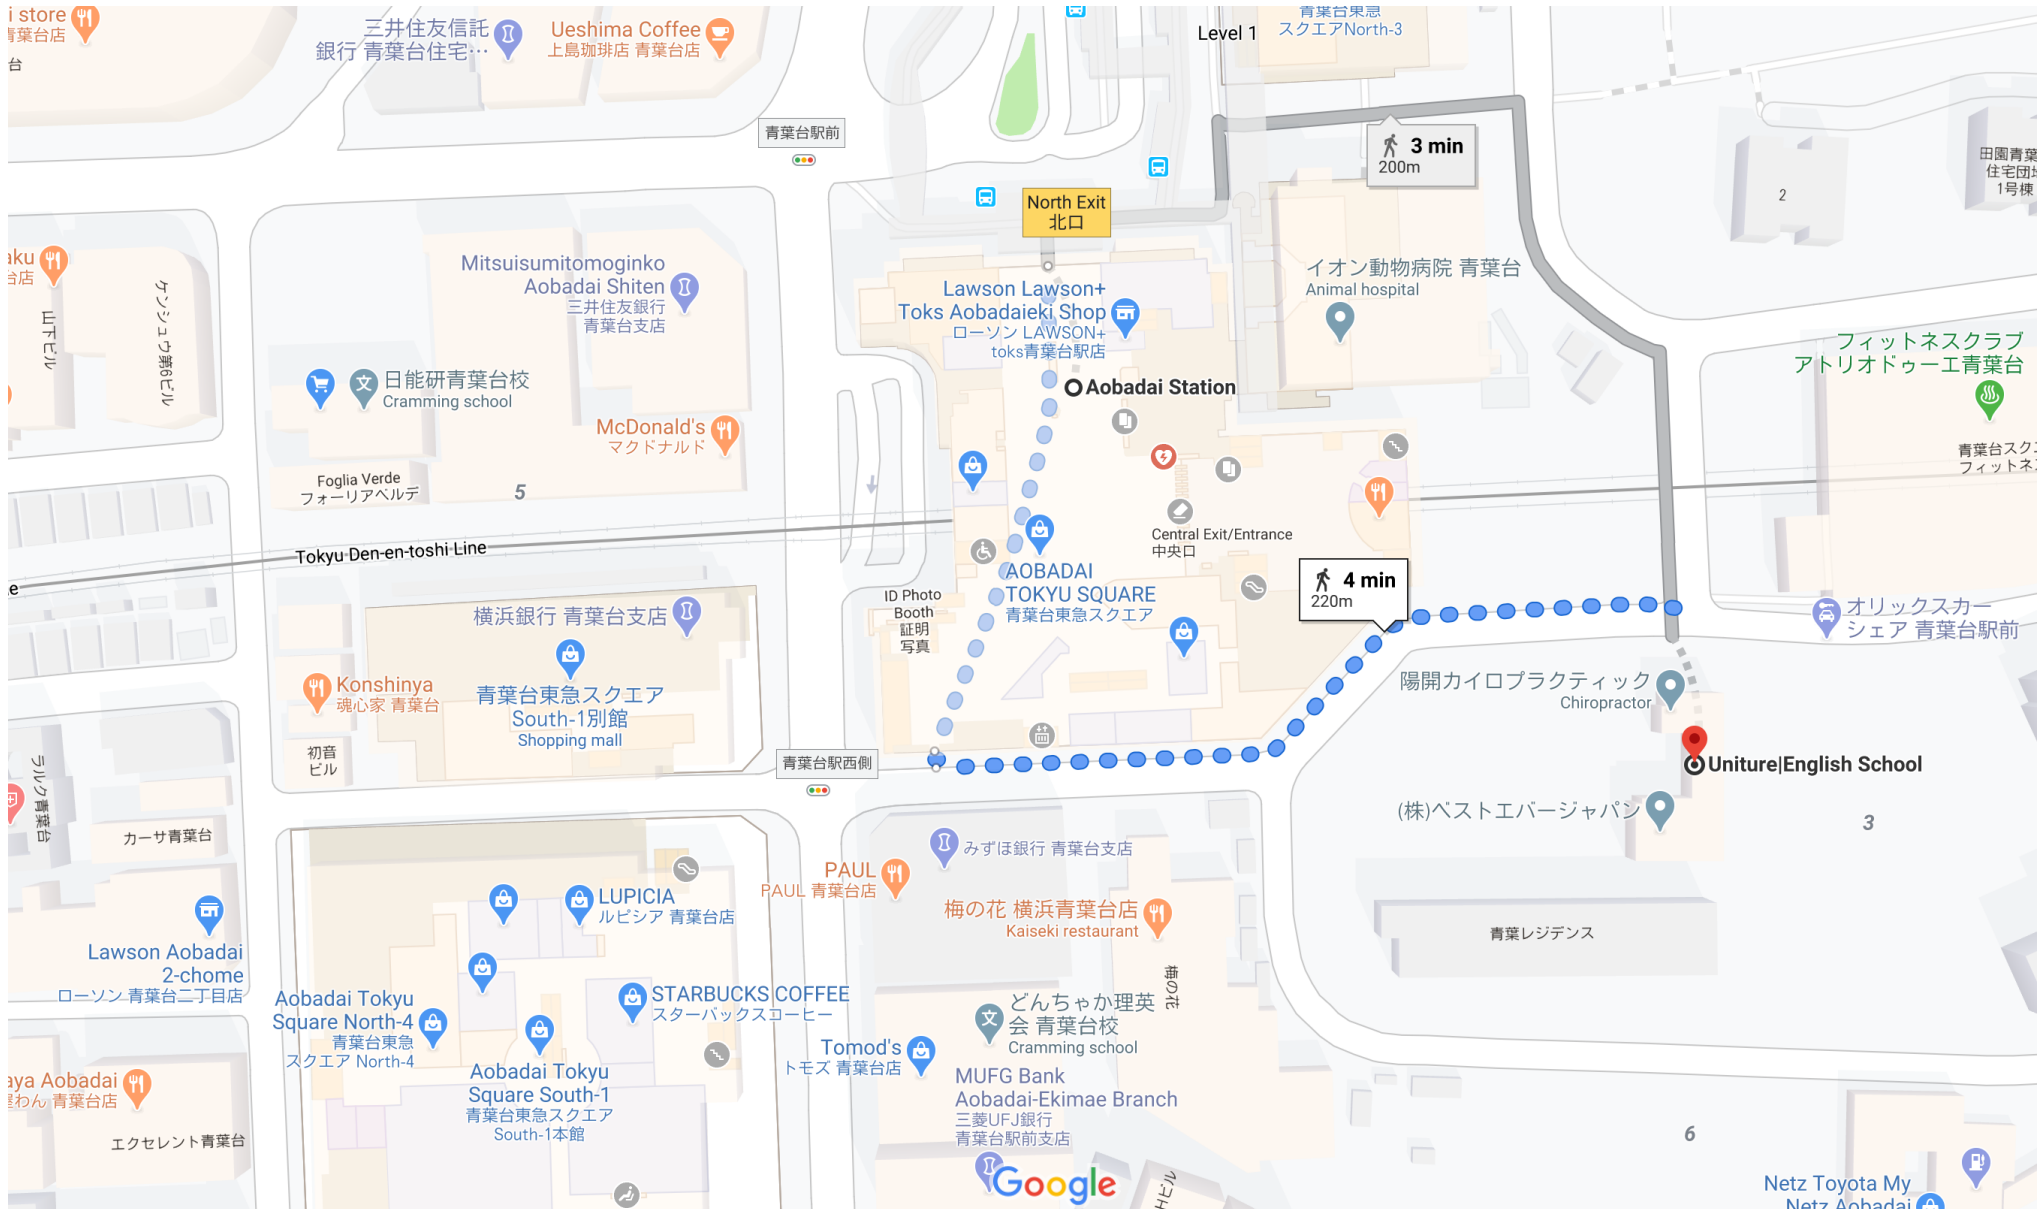 i store
青葉台店
台
三井住友信託
銀行 青葉台住宅…
Ueshima Coffee
上島珈琲店 青葉台店
Level 1
青葉台東急
スクエアNorth-3
青葉台駅前
3 min
200m
North Exit
北口
2
田園青葉
住宅団地
1号棟
aku
台店
山下ビル
ケンシュウ第6ビル
Mitsuisumitomoginko
Aobadai Shiten
三井住友銀行
青葉台支店
Lawson Lawson+
Toks Aobadaieki Shop
ローソン LAWSON+
toks青葉台駅店
イオン動物病院 青葉台
Animal hospital
フィットネスクラブ
アトリオドゥーエ青葉台
日能研青葉台校
Cramming school
Aobadai Station
McDonald's
マクドナルド
Foglia Verde
フォーリアベルデ
5
青葉台スク
フィットネ
Central Exit/Entrance
中央口
Tokyu Den-en-toshi Line
e
AOBADAI
TOKYU SQUARE
青葉台東急スクエア
4 min
220m
ID Photo
Booth
証明
写真
横浜銀行 青葉台支店
オリックスカー
シェア 青葉台駅前
Konshinya
魂心家 青葉台
青葉台東急スクエア
South-1別館
Shopping mall
陽開カイロプラクティック
Chiropractor
初音
ビル
青葉台駅西側
Uniture|English School
ラルク青葉台
(株)ベストエバージャパン
3
カーサ青葉台
みずほ銀行 青葉台支店
PAUL
PAUL 青葉台店
LUPICIA
ルピシア 青葉台店
梅の花 横浜青葉台店
Kaiseki restaurant
青葉レジデンス
Lawson Aobadai
2-chome
ローソン 青葉台二丁目店
梅の花
Aobadai Tokyu
Square North-4
青葉台東急
スクエア North-4
STARBUCKS COFFEE
スターバックスコーヒー
どんちゃか理英
会 青葉台校
Cramming school
Tomod's
トモズ 青葉台店
aya Aobadai
屋わん 青葉台店
Aobadai Tokyu
Square South-1
青葉台東急スクエア
South-1本館
MUFG Bank
Aobadai-Ekimae Branch
三菱UFJ銀行
青葉台駅前支店
エクセレント青葉台
6
Google
Hビル
Netz Toyota My
Netz Aobadai